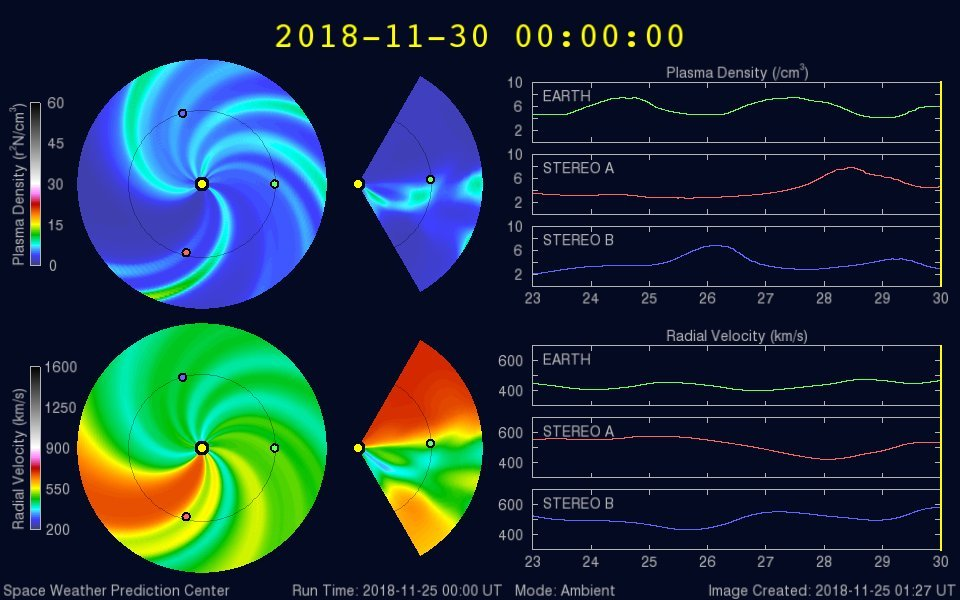 2018-11-30 00:00:00
Plasma Density (r²N/cm³)
60
45
30
15
0
Plasma Density (/cm³)
10
6
2
EARTH
10
6
2
STEREO A
10
6
2
STEREO B
23 24 25 26 27 28 29 30
Radial Velocity (km/s)
1600
1250
900
550
200
Radial Velocity (km/s)
600
400
EARTH
600
400
STEREO A
600
400
STEREO B
23 24 25 26 27 28 29 30
Space Weather Prediction Center Run Time: 2018-11-25 00:00 UT Mode: Ambient Image Created: 2018-11-25 01:27 UT